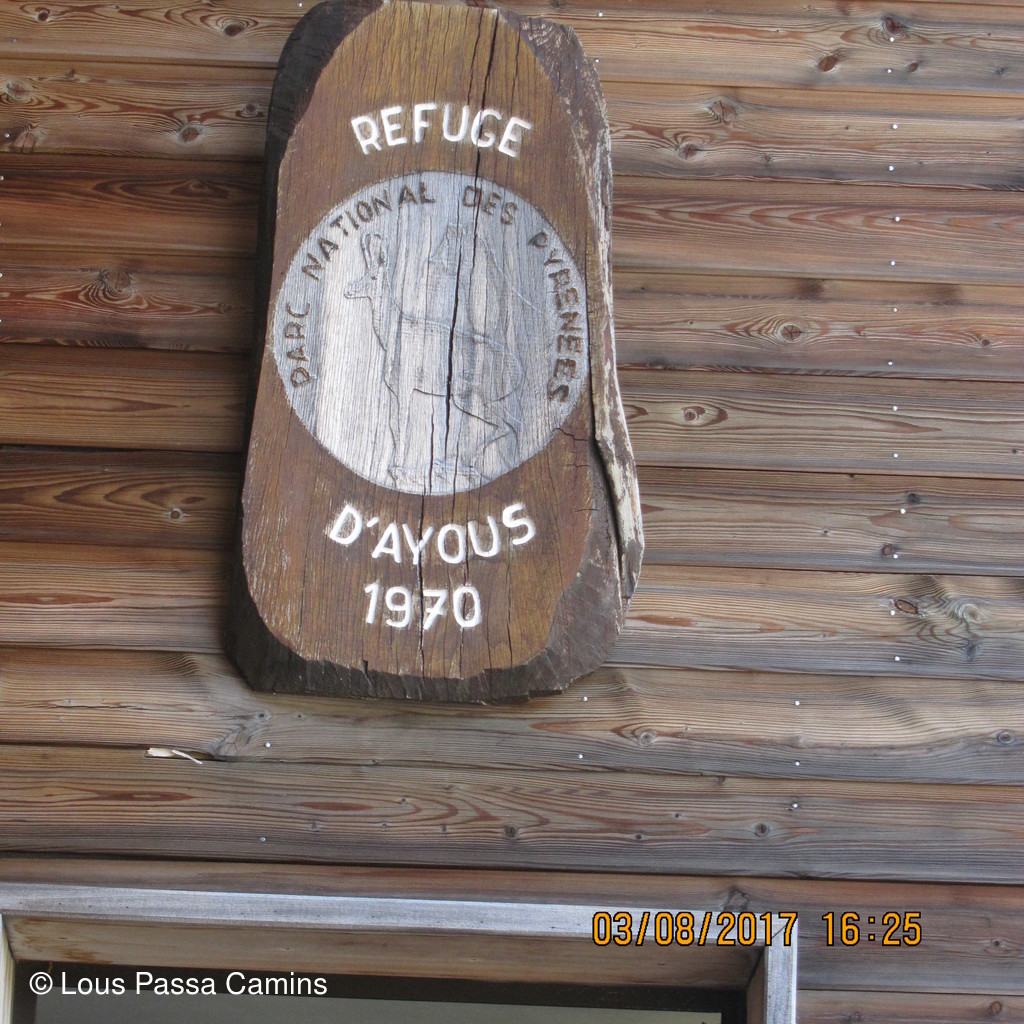 REFUGE
PARC NATIONAL DES PYRENEES
D'AYOUS
1970
03/08/2017 16:25
© Lous Passa Camins